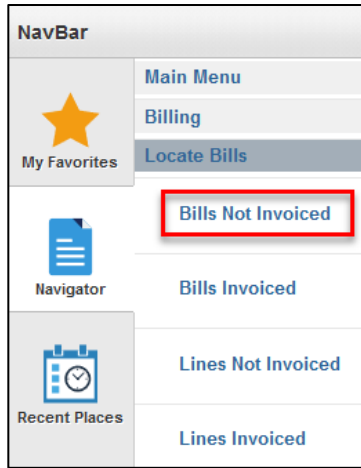 NavBar
My Favorites
Navigator
Recent Places
Main Menu
Billing
Locate Bills
Bills Not Invoiced
Bills Invoiced
Lines Not Invoiced
Lines Invoiced